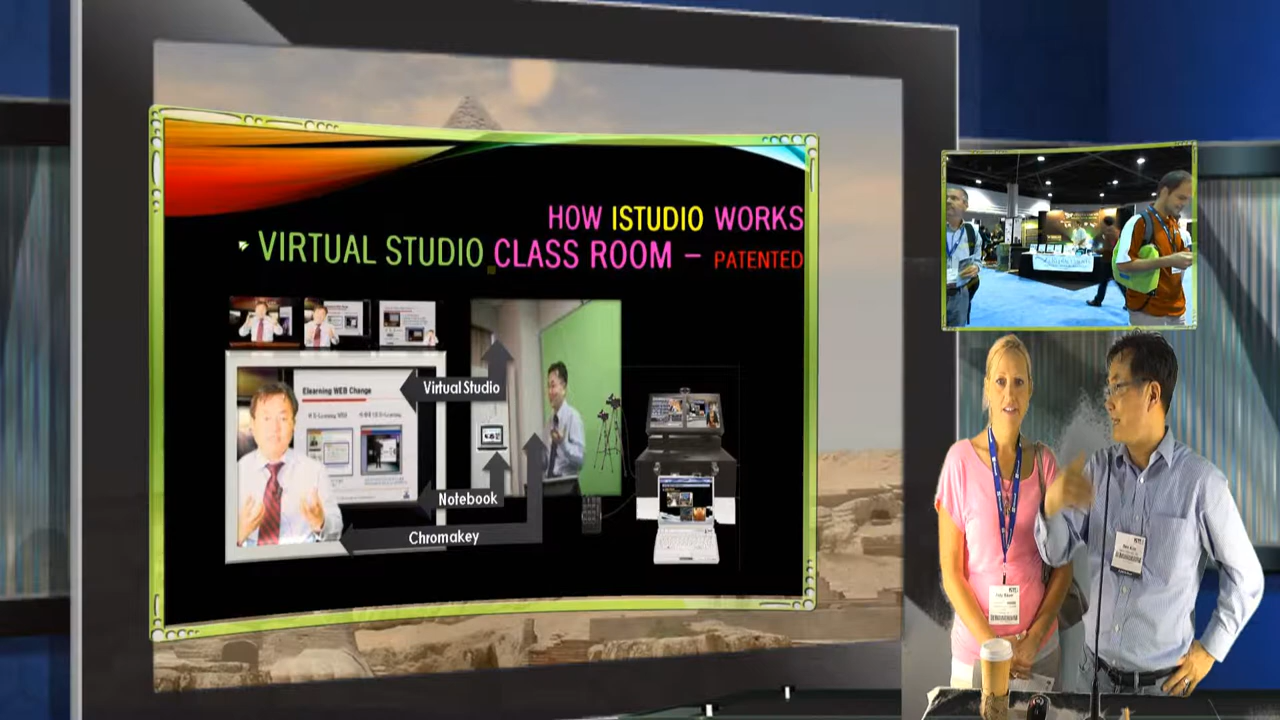 HOW ISTUDIO WORKS
VIRTUAL STUDIO CLASS ROOM – PATENTED
Elearning WEB Change
Virtual Studio
Notebook
Chromakey